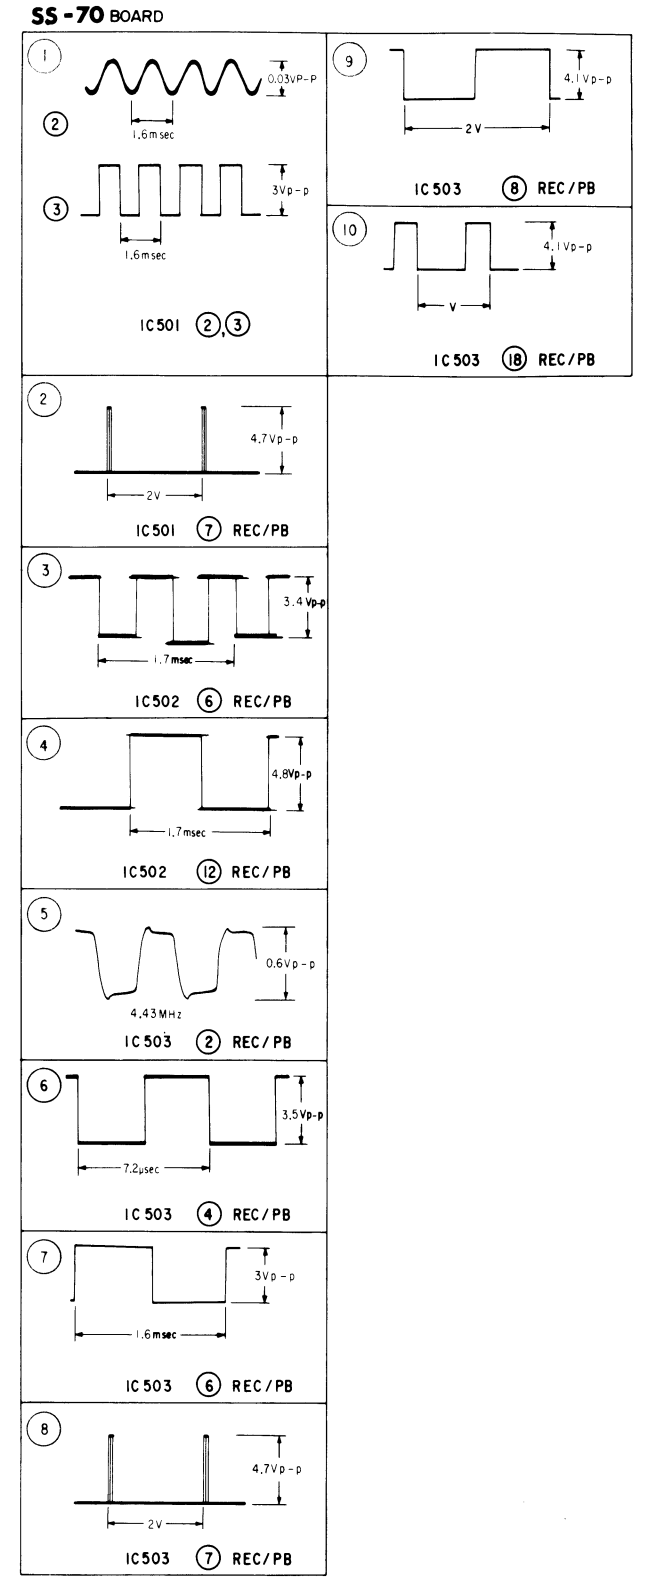 SS-70 BOARD
1
0.03VP-P
2
1.6msec
3
3Vp-p
1.6msec
IC501 2,3
2
4.7Vp-p
2V
IC501 7 REC/PB
3
3.4Vp-p
1.7msec
IC502 6 REC/PB
4
4.8Vp-p
1.7msec
IC502 12 REC/PB
5
0.6Vp-p
4.43MHz
IC503 2 REC/PB
6
3.5Vp-p
7.2μsec
IC503 4 REC/PB
7
3Vp-p
1.6msec
IC503 6 REC/PB
8
4.7Vp-p
2V
IC503 7 REC/PB
9
4.1Vp-p
2V
IC503 8 REC/PB
10
4.1Vp-p
V
IC503 18 REC/PB